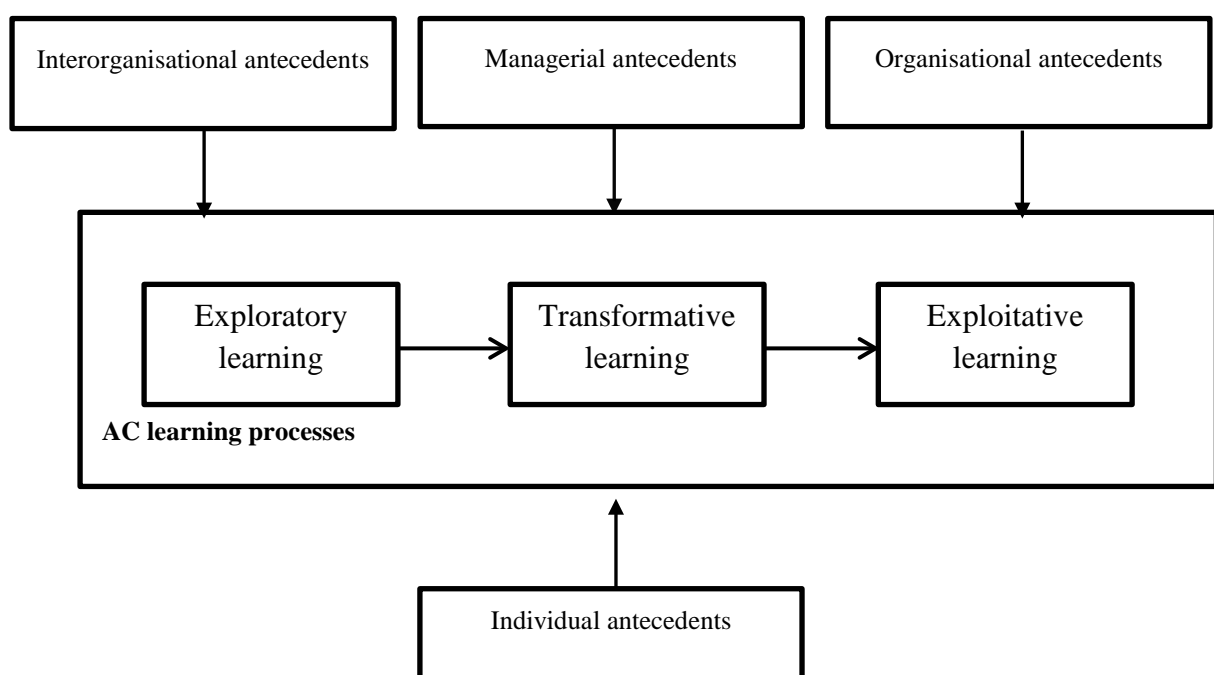 Interorganisational antecedents
Managerial antecedents
Organisational antecedents
Exploratory
learning
Transformative
learning
Exploitative
learning
AC learning processes
Individual antecedents